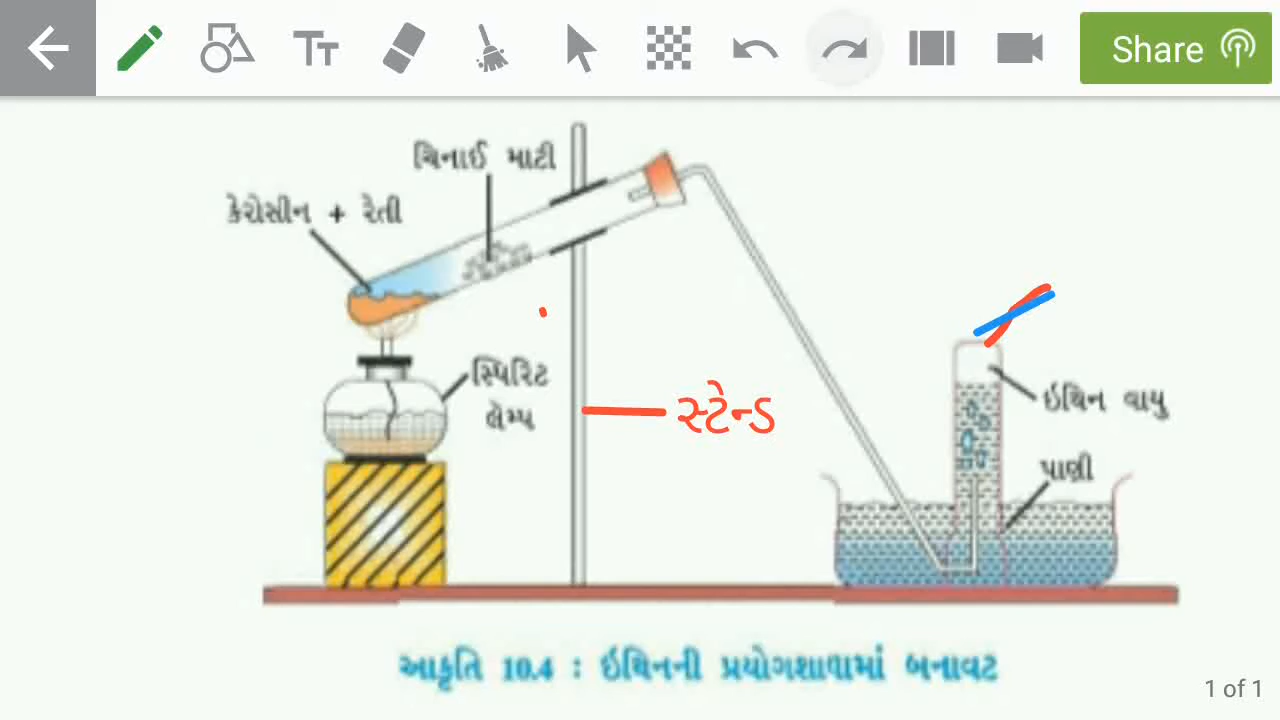 Share
ચિનાઈ માટી
કેરોસીન + રેતી
સ્પિરિટ
લેમ્પ
સ્ટેન્ડ
ઇથિન વાયુ
પાણી
આકૃતિ 10.4 : ઇથિનની પ્રયોગશાળામાં બનાવટ
1 of 1